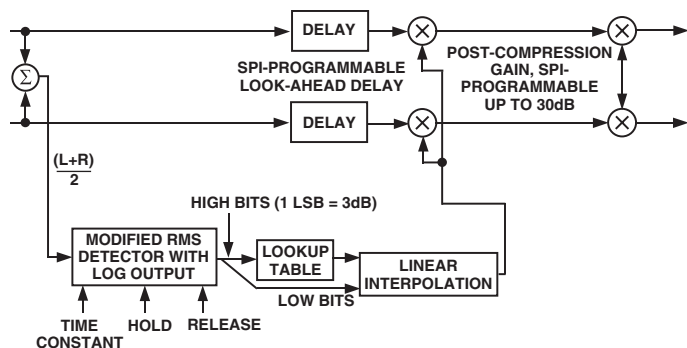 DELAY
SPI-PROGRAMMABLE
LOOK-AHEAD DELAY
POST-COMPRESSION
GAIN, SPI-
PROGRAMMABLE
UP TO 30dB
Σ
DELAY
(L+R)
2
HIGH BITS (1 LSB = 3dB)
MODIFIED RMS
DETECTOR WITH
LOG OUTPUT
LOOKUP
TABLE
LINEAR
INTERPOLATION
LOW BITS
TIME
CONSTANT
HOLD
RELEASE